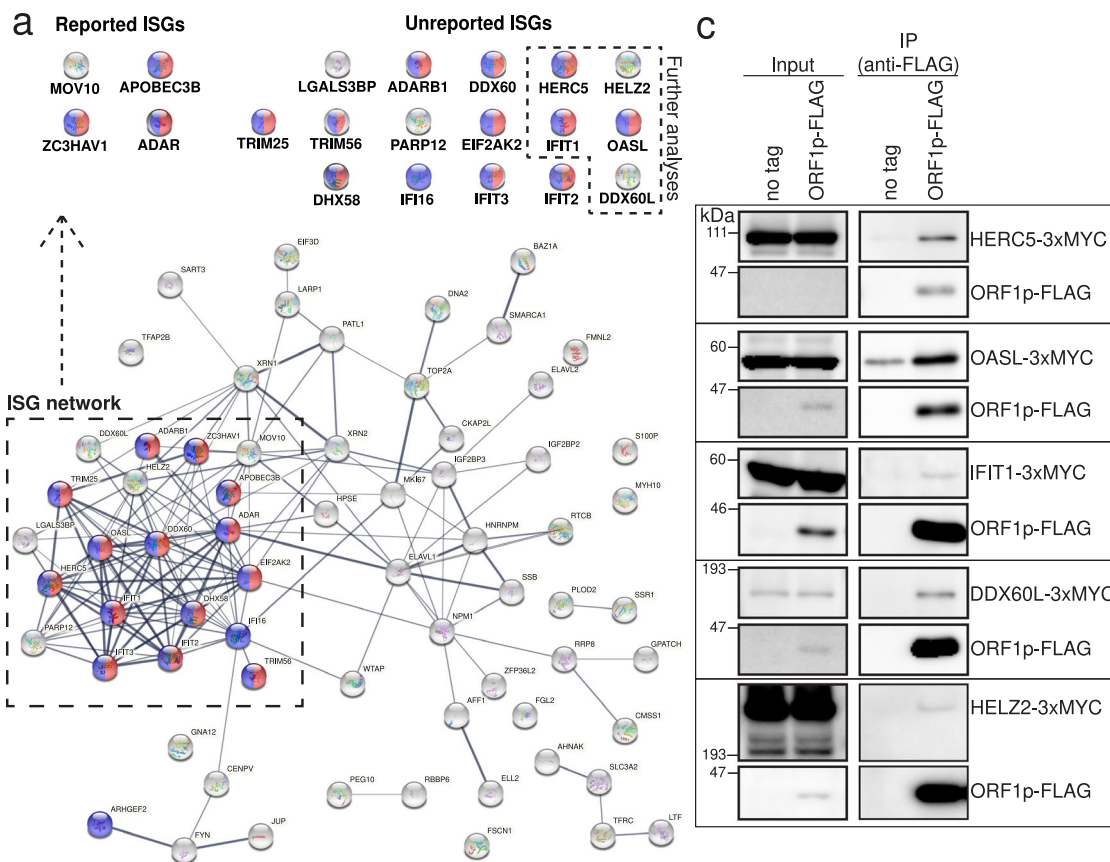 a
Reported ISGs
Unreported ISGs
MOV10
APOBEC3B
LGALS3BP
ADARB1
DDX60
HERC5
HELZ2
ZC3HAV1
ADAR
TRIM25
TRIM56
PARP12
EIF2AK2
IFIT1
OASL
DHX58
IFI16
IFIT3
IFIT2
DDX60L
Further analyses
EIF3D
BAZ1A
SART3
LARP1
DNA2
TFAP2B
PATL1
SMARCA1
FMNL2
XRN1
TOP2A
ELAVL2
ISG network
DDX60L
ADARB1
ZC3HAV1
MOV10
XRN2
CKAP2L
IGF2BP2
S100P
HELZ2
IGF2BP3
TRIM25
APOBEC3B
MKI67
MYH10
HPSE
LGALS3BP
OASL
DDX60
ADAR
HNRNPM
RTCB
HERC5
EIF2AK2
ELAVL1
SSB
IFIT1
DHX58
PLOD2
SSR1
PARP12
IFI16
NPM1
IFIT3
IFIT2
TRIM56
WTAP
RRP8
GPATCH
ZFP36L2
AFF1
FGL2
CMSS1
GNA12
AHNAK
CENPV
PEG10
RBBP6
ELL2
SLC3A2
ARHGEF2
FYN
JUP
FSCN1
TFRC
LTF
c
Input
IP
(anti-FLAG)
no tag
ORF1p-FLAG
no tag
ORF1p-FLAG
kDa
111
HERC5-3xMYC
47
ORF1p-FLAG
60
OASL-3xMYC
47
ORF1p-FLAG
60
IFIT1-3xMYC
46
ORF1p-FLAG
193
DDX60L-3xMYC
47
ORF1p-FLAG
HELZ2-3xMYC
193
47
ORF1p-FLAG